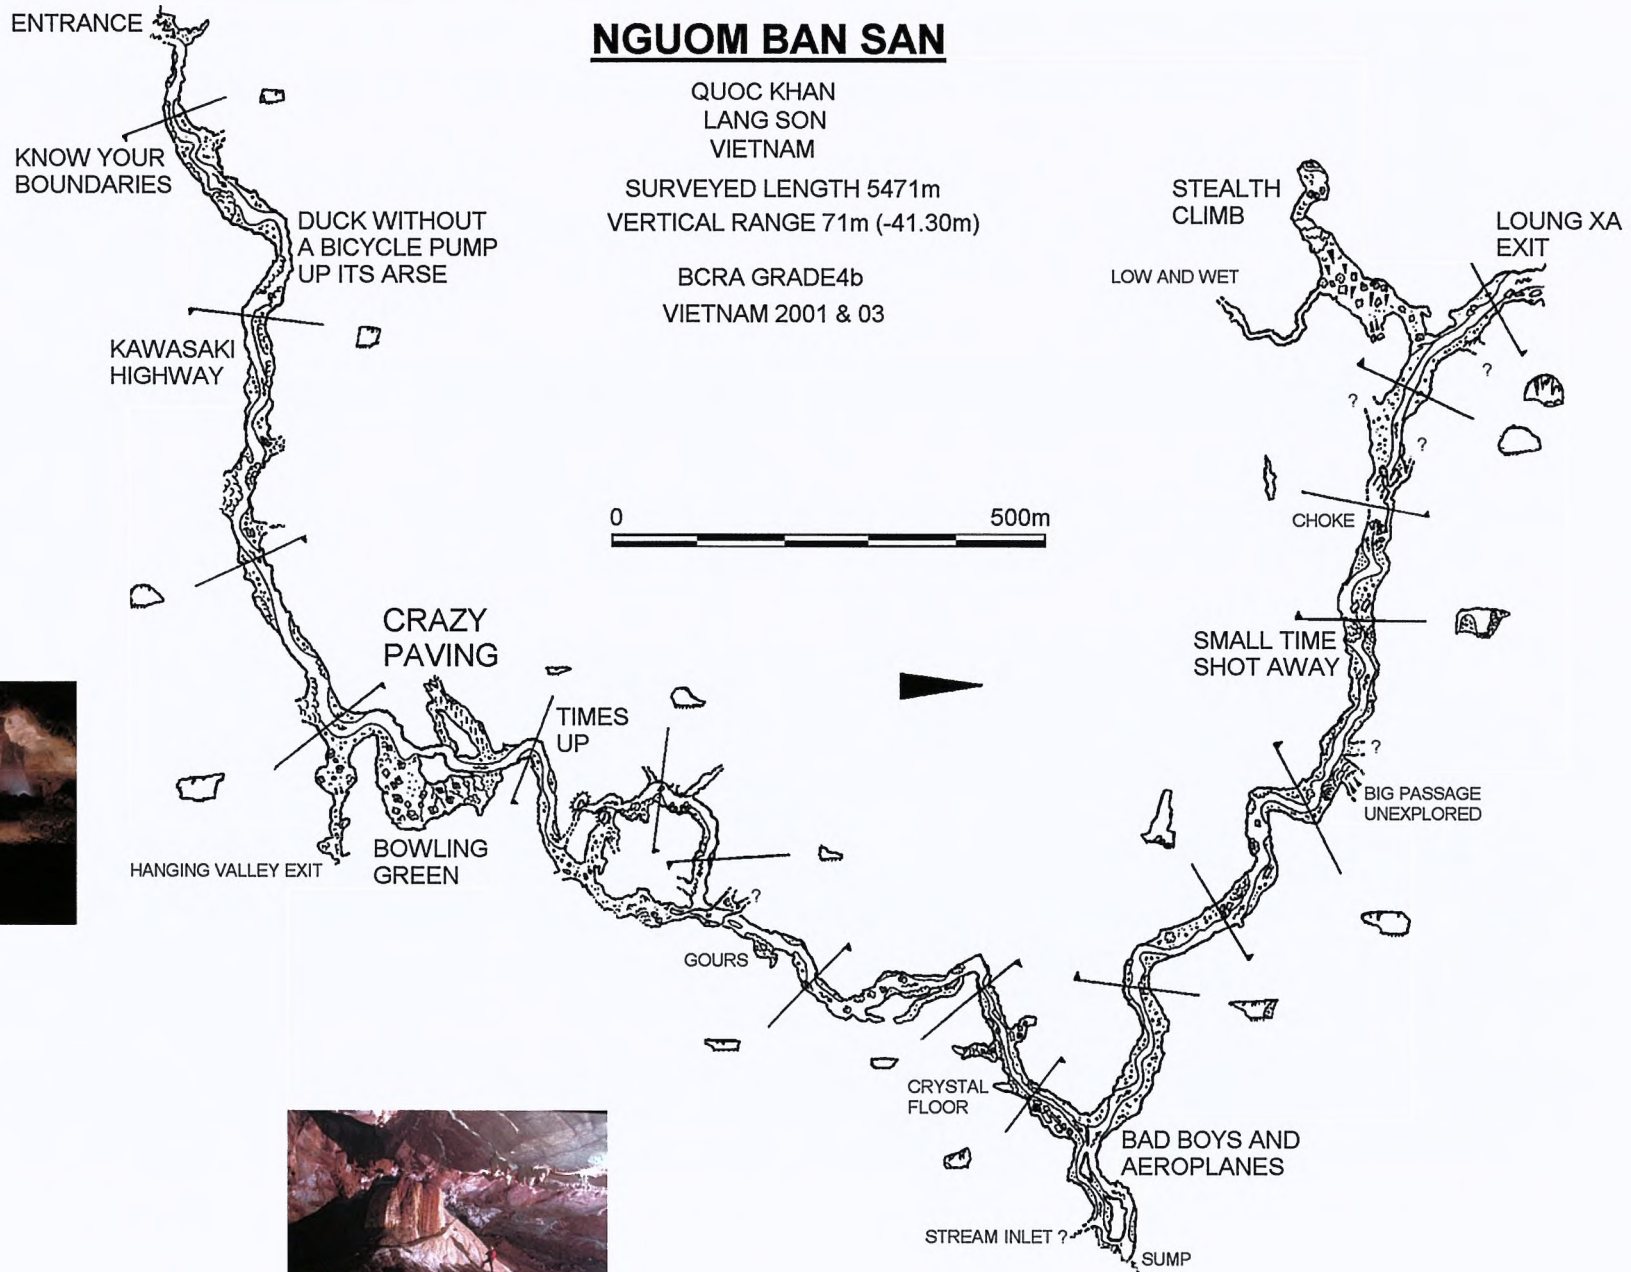 ENTRANCE
NGUOM BAN SAN
QUOC KHAN
LANG SON
VIETNAM
SURVEYED LENGTH 5471m
VERTICAL RANGE 71m (-41.30m)
BCRA GRADE4b
VIETNAM 2001 & 03
KNOW YOUR
BOUNDARIES
DUCK WITHOUT
A BICYCLE PUMP
UP ITS ARSE
KAWASAKI
HIGHWAY
STEALTH
CLIMB
LOUNG XA
EXIT
LOW AND WET
?
?
?
0 500m
CHOKE
CRAZY
PAVING
SMALL TIME
SHOT AWAY
TIMES
UP
?
BIG PASSAGE
UNEXPLORED
HANGING VALLEY EXIT
BOWLING
GREEN
?
GOURS
CRYSTAL
FLOOR
BAD BOYS AND
AEROPLANES
STREAM INLET ?
SUMP